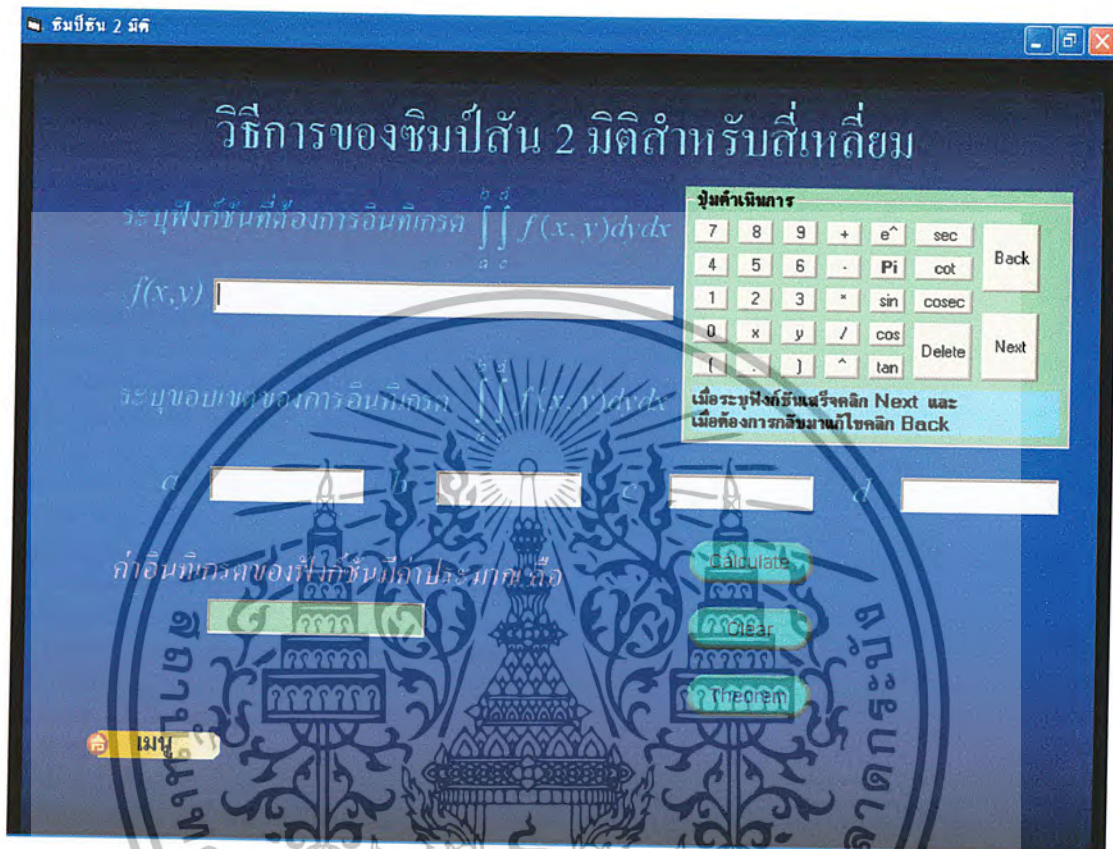 ซิมป์ซัน 2 มิติ
วิธีการของซิมป์สัน 2 มิติสำหรับสี่เหลี่ยม
ระบุฟังก์ชันที่ต้องการอินทิเกรต ∫∫ f(x, y)dydx
b d
a c
f(x,y)
ปุ่มดำเนินการ
7 8 9 + e^ sec
4 5 6 - Pi cot
1 2 3 * sin cosec
0 x y / cos
( . ) ^ tan
Delete
Back
Next
เมื่อระบุฟังก์ชันเสร็จคลิก Next และ
เมื่อต้องการกลับมาแก้ไขคลิก Back
ระบุขอบเขตของการอินทิเกรต ∫∫ f(x, y)dydx
b d
a b c d
ค่าอินทิเกรตของฟังก์ชันมีค่าประมาณ คือ
Calculate
Clear
Theorem
เมนู